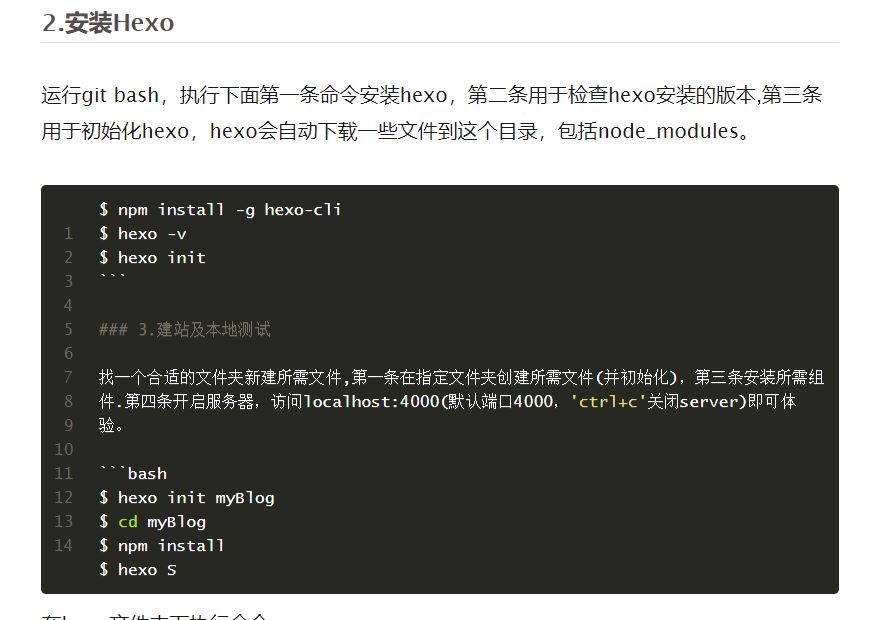 2.安装Hexo
运行git bash，执行下面第一条命令安装hexo，第二条用于检查hexo安装的版本,第三条
用于初始化hexo，hexo会自动下载一些文件到这个目录，包括node_modules。
$ npm install -g hexo-cli
1 $ hexo -v
2 $ hexo init
3 ```
4
5 ### 3.建站及本地测试
6
7 找一个合适的文件夹新建所需文件,第一条在指定文件夹创建所需文件(并初始化)，第三条安装所需组
8 件.第四条开启服务器，访问localhost:4000(默认端口4000，'ctrl+c'关闭server)即可体
9 验。
10
11 ```bash
12 $ hexo init myBlog
13 $ cd myBlog
14 $ npm install
$ hexo S